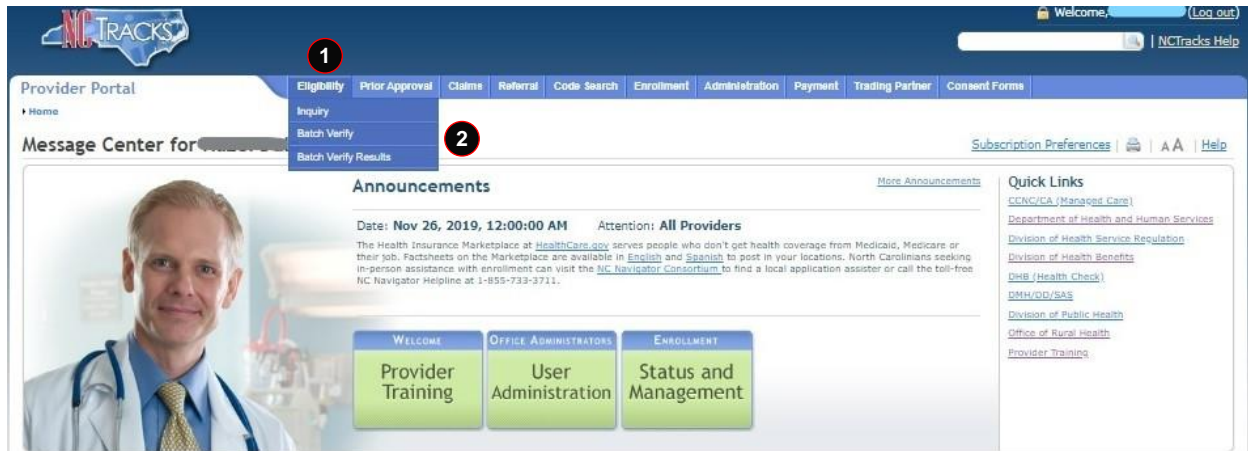 NC TRACKS
Welcome, (Log out)
NCTracks Help
1
Provider Portal
Eligibility Prior Approval Claims Referral Code Search Enrollment Administration Payment Trading Partner Consent Forms
Home
Inquiry
Batch Verify
Batch Verify Results
2
Message Center for
Subscription Preferences | AA | Help
Announcements
More Announcements
Date: Nov 26, 2019, 12:00:00 AM Attention: All Providers
The Health Insurance Marketplace at HealthCare.gov serves people who don't get health coverage from Medicaid, Medicare or
their job. Factsheets on the Marketplace are available in English and Spanish to post in your locations. North Carolinians seeking
in-person assistance with enrollment can visit the NC Navigator Consortium to find a local application assister or call the toll-free
NC Navigator Helpline at 1-855-733-3711.
WELCOME
Provider
Training
OFFICE ADMINISTRATORS
User
Administration
ENROLLMENT
Status and
Management
Quick Links
CCNC/CA (Managed Care)
Department of Health and Human Services
Division of Health Service Regulation
Division of Health Benefits
DHB (Health Check)
DMH/DD/SAS
Division of Public Health
Office of Rural Health
Provider Training